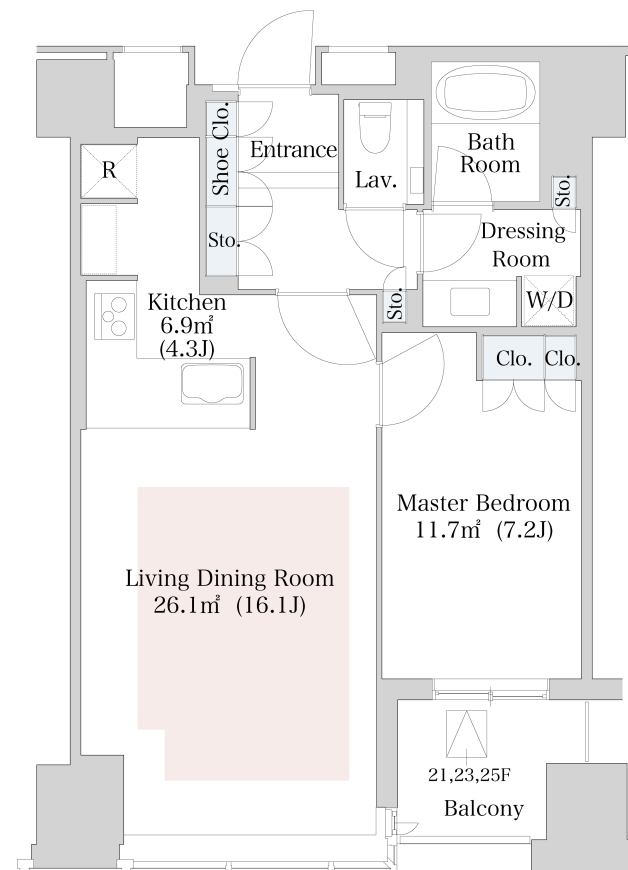 Entrance
Shoe Clo.
Sto.
Lav.
Bath
Room
Sto.
Dressing
Room
W/D
Sto.
R
Kitchen
6.9㎡
(4.3J)
Clo.
Clo.
Master Bedroom
11.7㎡ (7.2J)
Living Dining Room
26.1㎡ (16.1J)
21,23,25F
Balcony